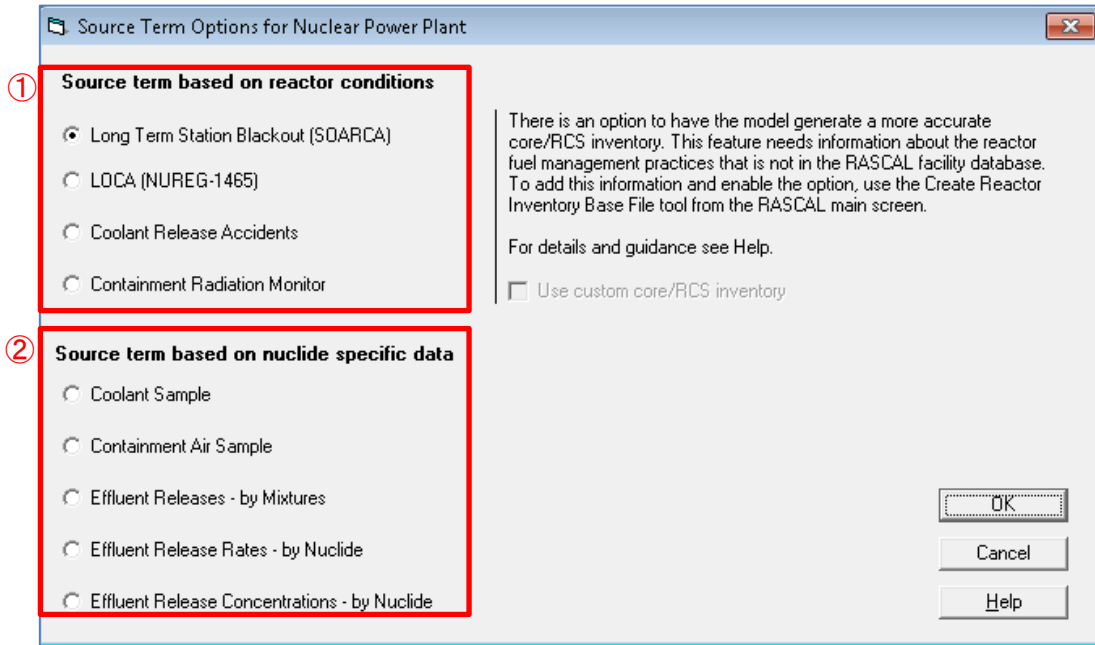 Source Term Options for Nuclear Power Plant
①
Source term based on reactor conditions
Long Term Station Blackout (SOARCA)
LOCA (NUREG-1465)
Coolant Release Accidents
Containment Radiation Monitor
There is an option to have the model generate a more accurate
core/RCS inventory. This feature needs information about the reactor
fuel management practices that is not in the RASCAL facility database.
To add this information and enable the option, use the Create Reactor
Inventory Base File tool from the RASCAL main screen.
For details and guidance see Help.
Use custom core/RCS inventory
②
Source term based on nuclide specific data
Coolant Sample
Containment Air Sample
Effluent Releases - by Mixtures
Effluent Release Rates - by Nuclide
Effluent Release Concentrations - by Nuclide
OK
Cancel
Help